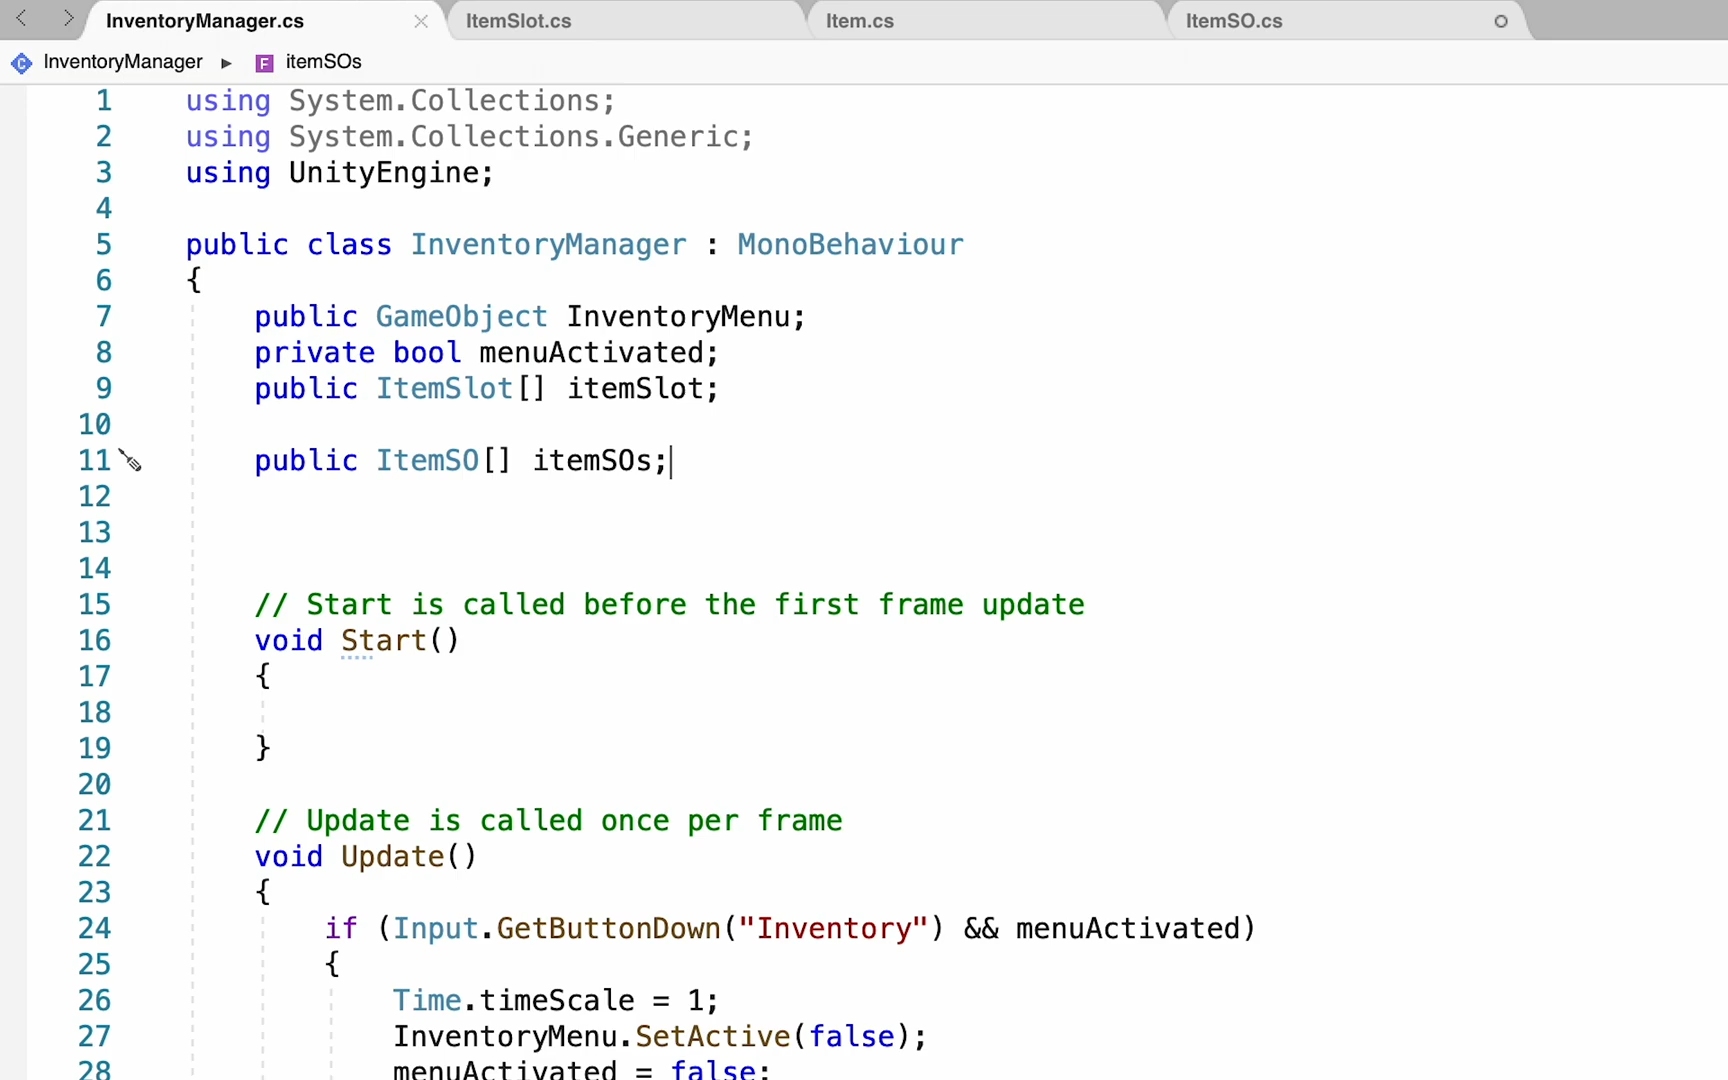 InventoryManager.cs ItemSlot.cs Item.cs ItemSO.cs
InventoryManager ▸ F itemSOs
1 using System.Collections;
2 using System.Collections.Generic;
3 using UnityEngine;
4
5 public class InventoryManager : MonoBehaviour
6 {
7 public GameObject InventoryMenu;
8 private bool menuActivated;
9 public ItemSlot[] itemSlot;
10
11 public ItemSO[] itemSOs;
12
13
14
15 // Start is called before the first frame update
16 void Start()
17 {
18
19 }
20
21 // Update is called once per frame
22 void Update()
23 {
24 if (Input.GetButtonDown("Inventory") && menuActivated)
25 {
26 Time.timeScale = 1;
27 InventoryMenu.SetActive(false);
28 menuActivated = false;